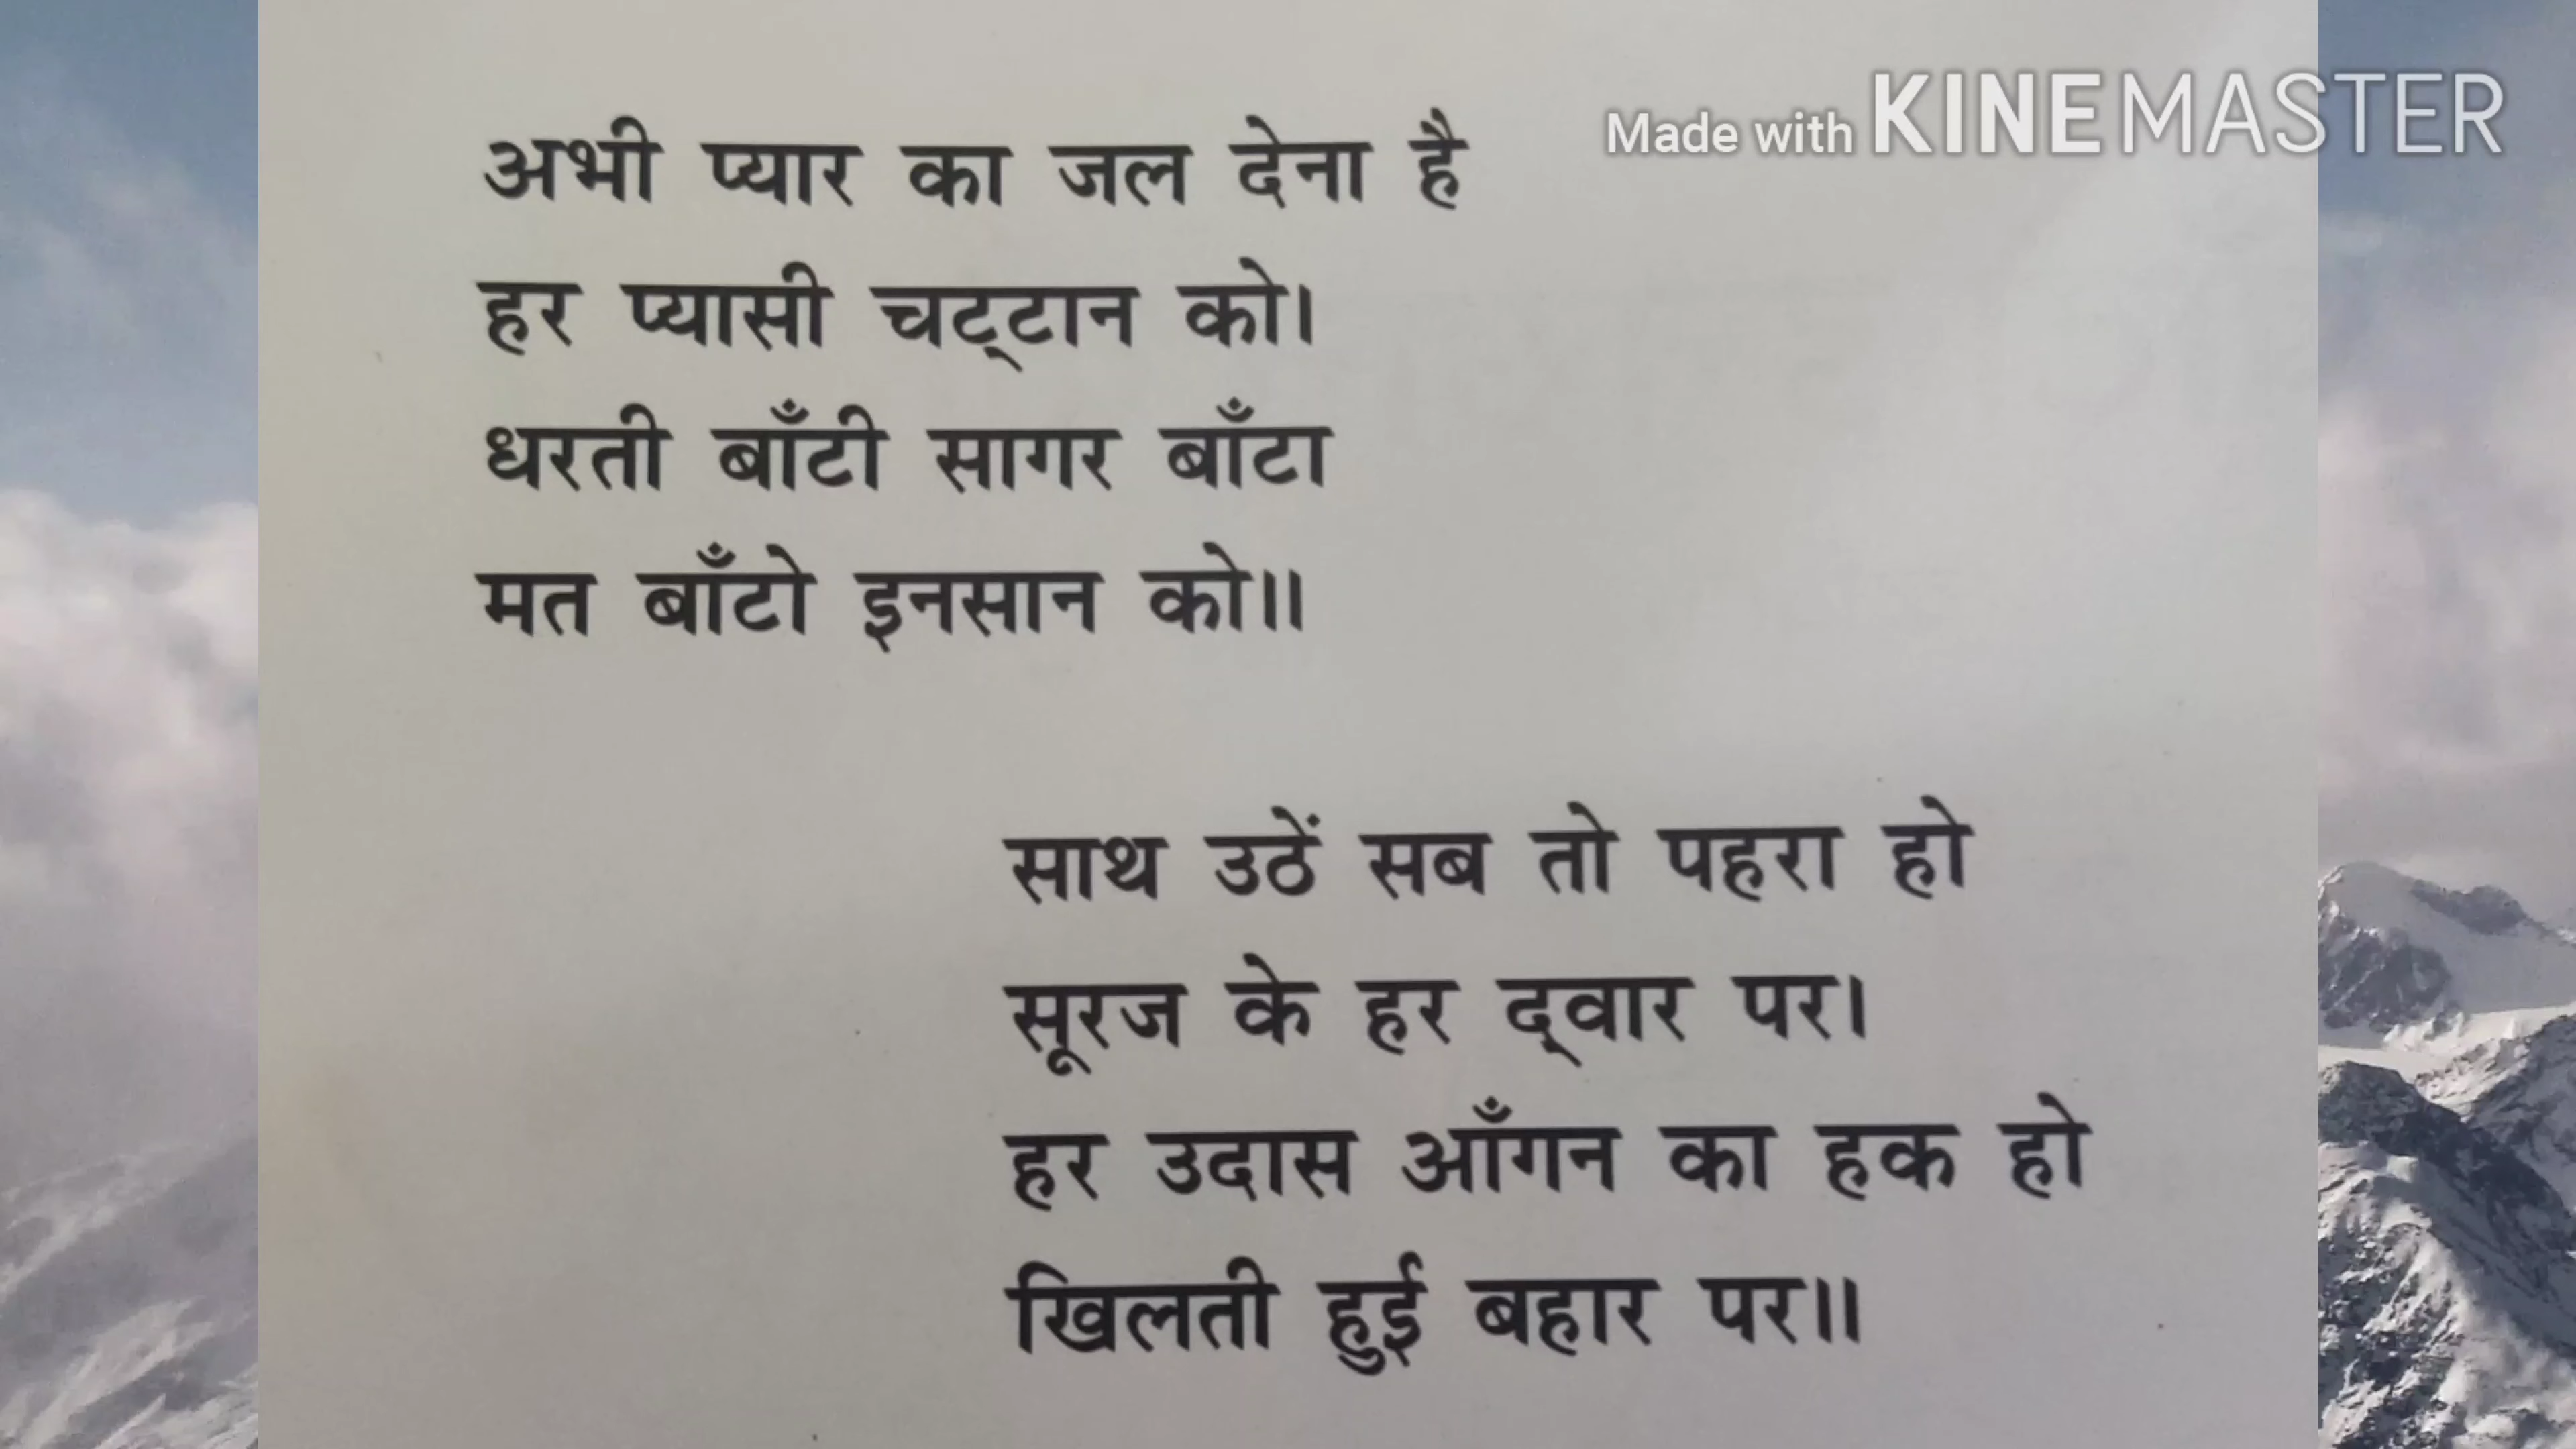 Made with KINEMASTER
अभी प्यार का जल देना है
हर प्यासी चट्‌टान को।
धरती बाँटी सागर बाँटा
मत बाँटो इनसान को॥
साथ उठें सब तो पहरा हो
सूरज के हर द्‌वार पर।
हर उदास आँगन का हक हो
खिलती हुई बहार पर॥